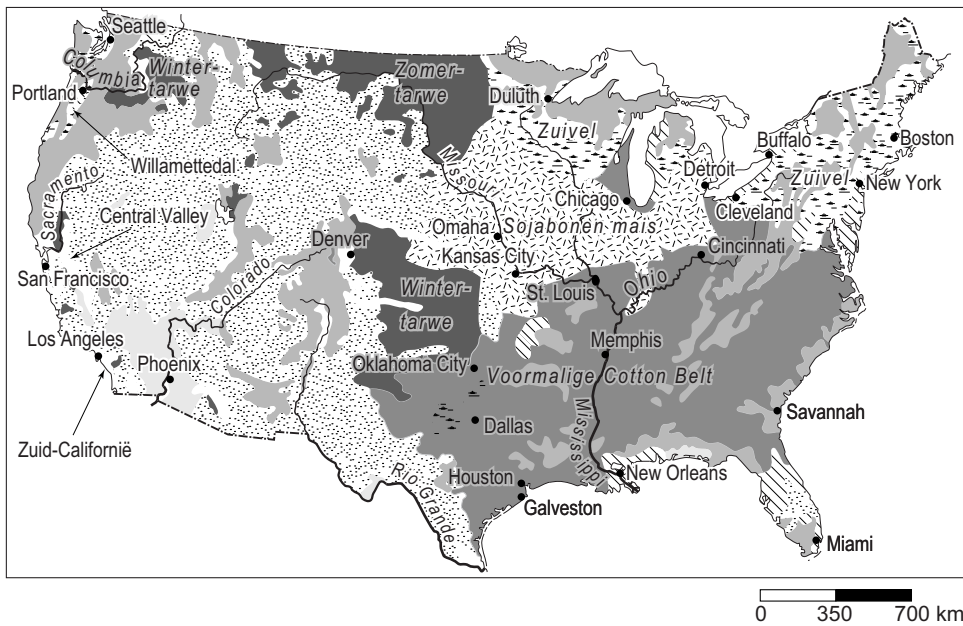 Seattle
Columbia
Winter-
tarwe
Zomer-
tarwe
Portland
Duluth
Zuivel
Buffalo
Boston
Willamettedal
Missouri
Detroit
Zuivel
New York
Sacramento
Chicago
Cleveland
Central Valley
Omaha
Sojabonen-mais
Denver
Kansas City
Cincinnati
San Francisco
Colorado
St. Louis
Ohio
Winter-
tarwe
Los Angeles
Phoenix
Oklahoma City
Memphis
Voormalige Cotton Belt
Mississippi
Savannah
Dallas
Zuid-Californië
Rio Grande
Houston
New Orleans
Galveston
Miami
0 350 700 km